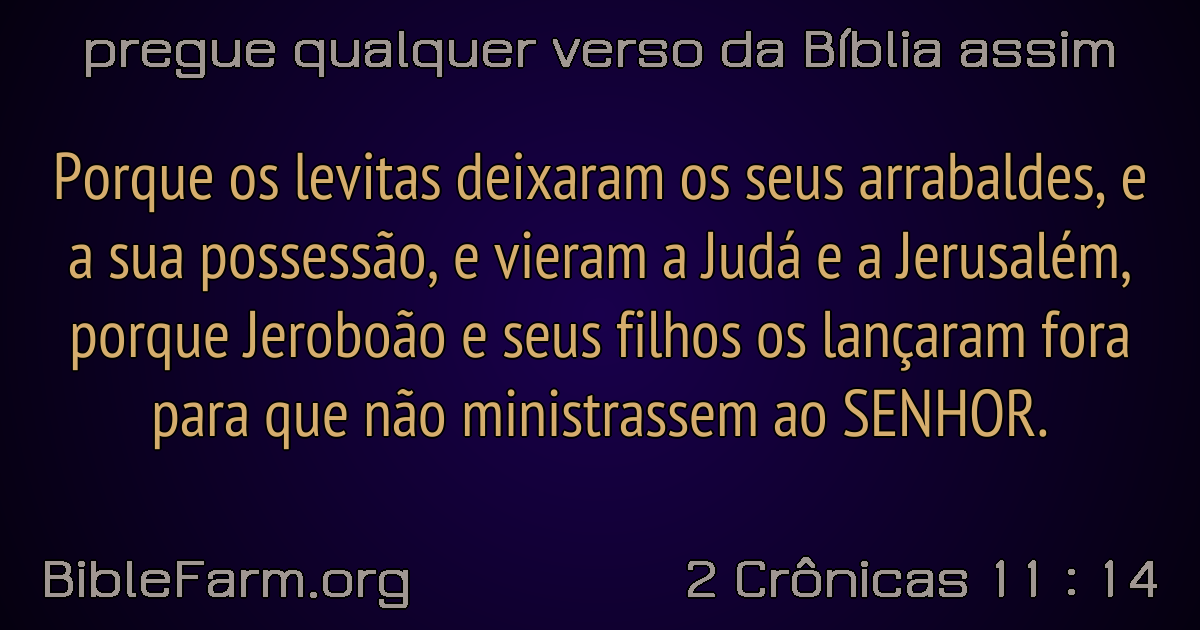 pregue qualquer verso da Bíblia assim
Porque os levitas deixaram os seus arrabaldes, e
a sua possessão, e vieram a Judá e a Jerusalém,
porque Jeroboão e seus filhos os lançaram fora
para que não ministrassem ao SENHOR.
BibleFarm.org
2 Crônicas 11 : 14